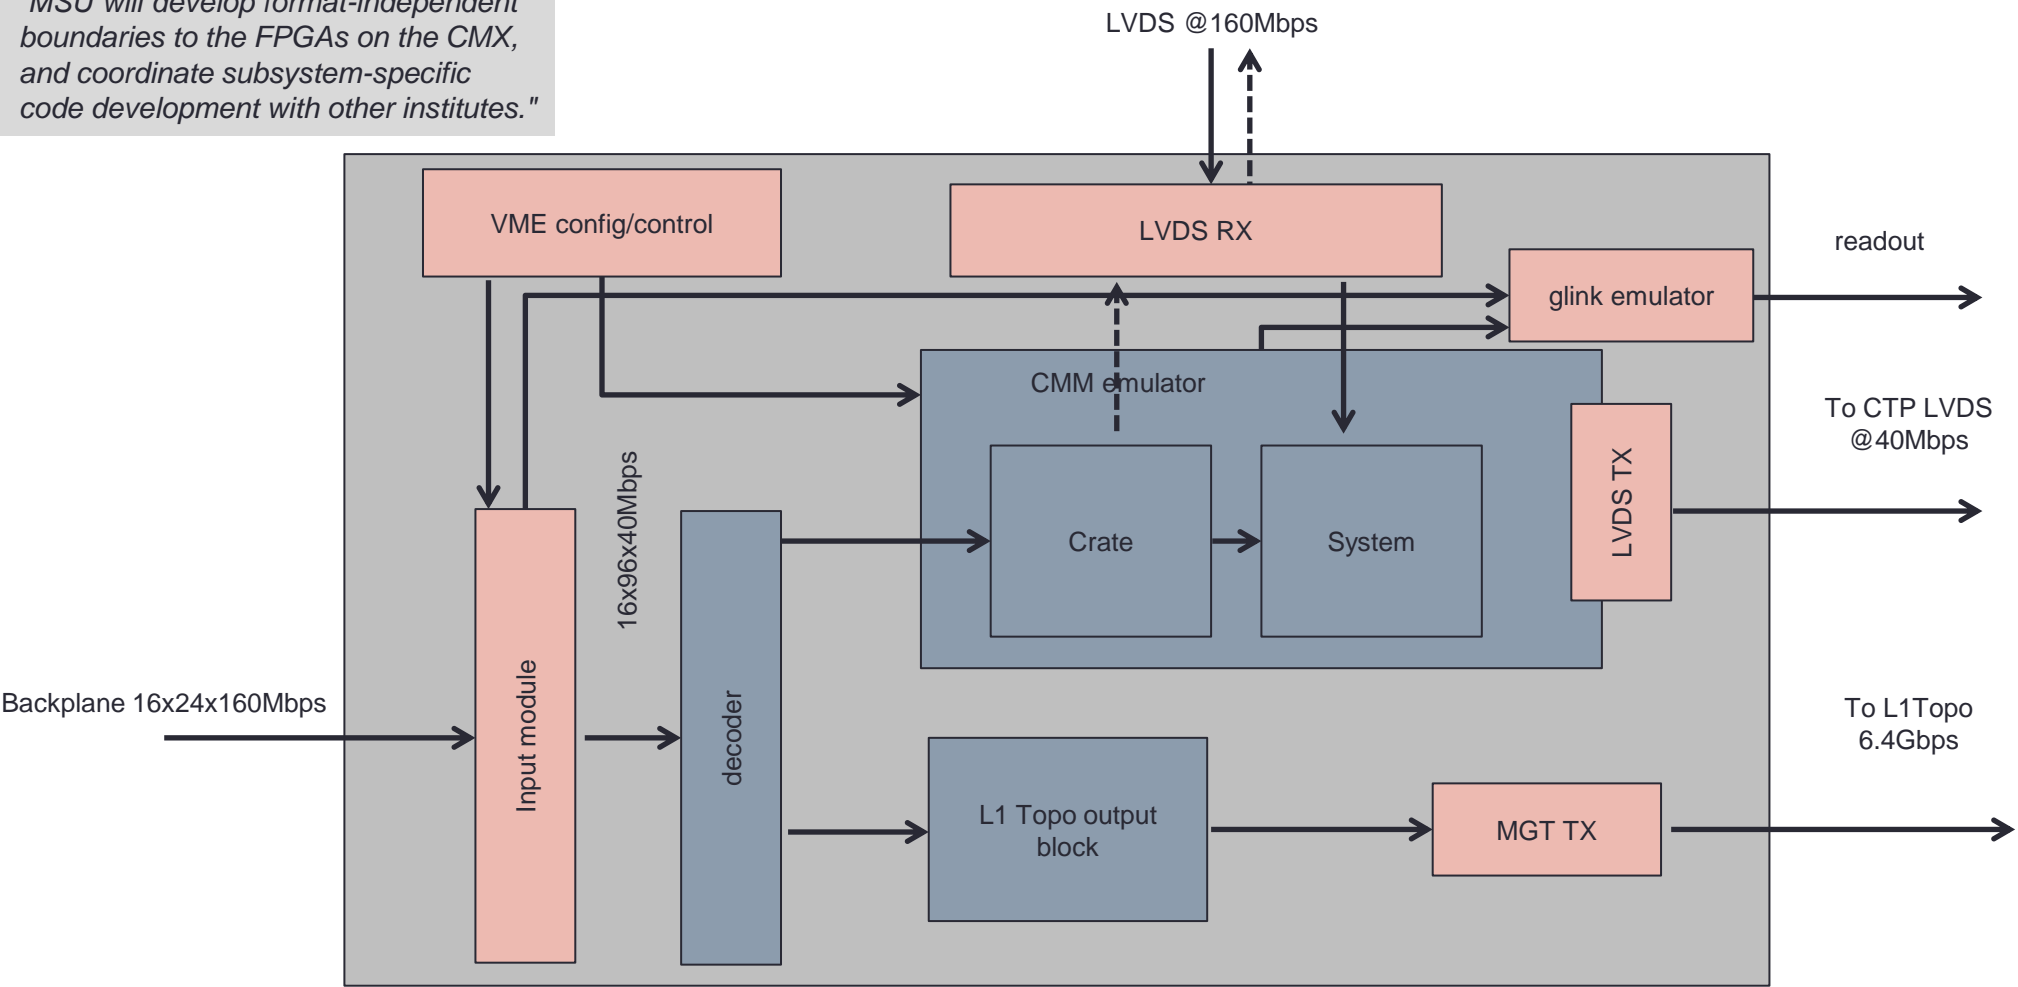 "MSU will develop format-independent
boundaries to the FPGAs on the CMX,
and coordinate subsystem-specific
code development with other institutes."
LVDS @160Mbps
VME config/control
LVDS RX
readout
glink emulator
CMM emulator
To CTP LVDS
@40Mbps
16x96x40Mbps
LVDS TX
Crate
System
Backplane 16x24x160Mbps
Input module
decoder
To L1Topo
6.4Gbps
L1 Topo output
block
MGT TX